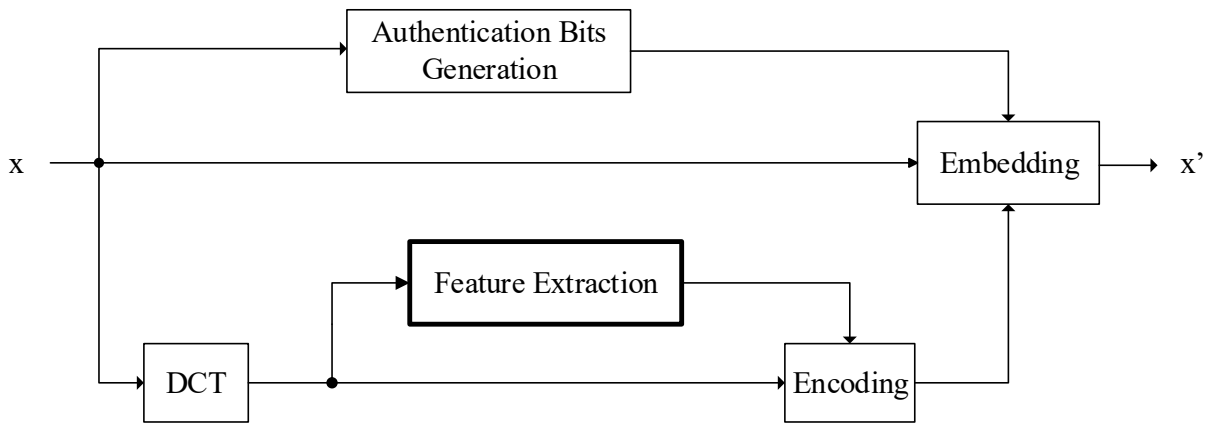 Authentication Bits
Generation
x
Embedding
x’
Feature Extraction
DCT
Encoding